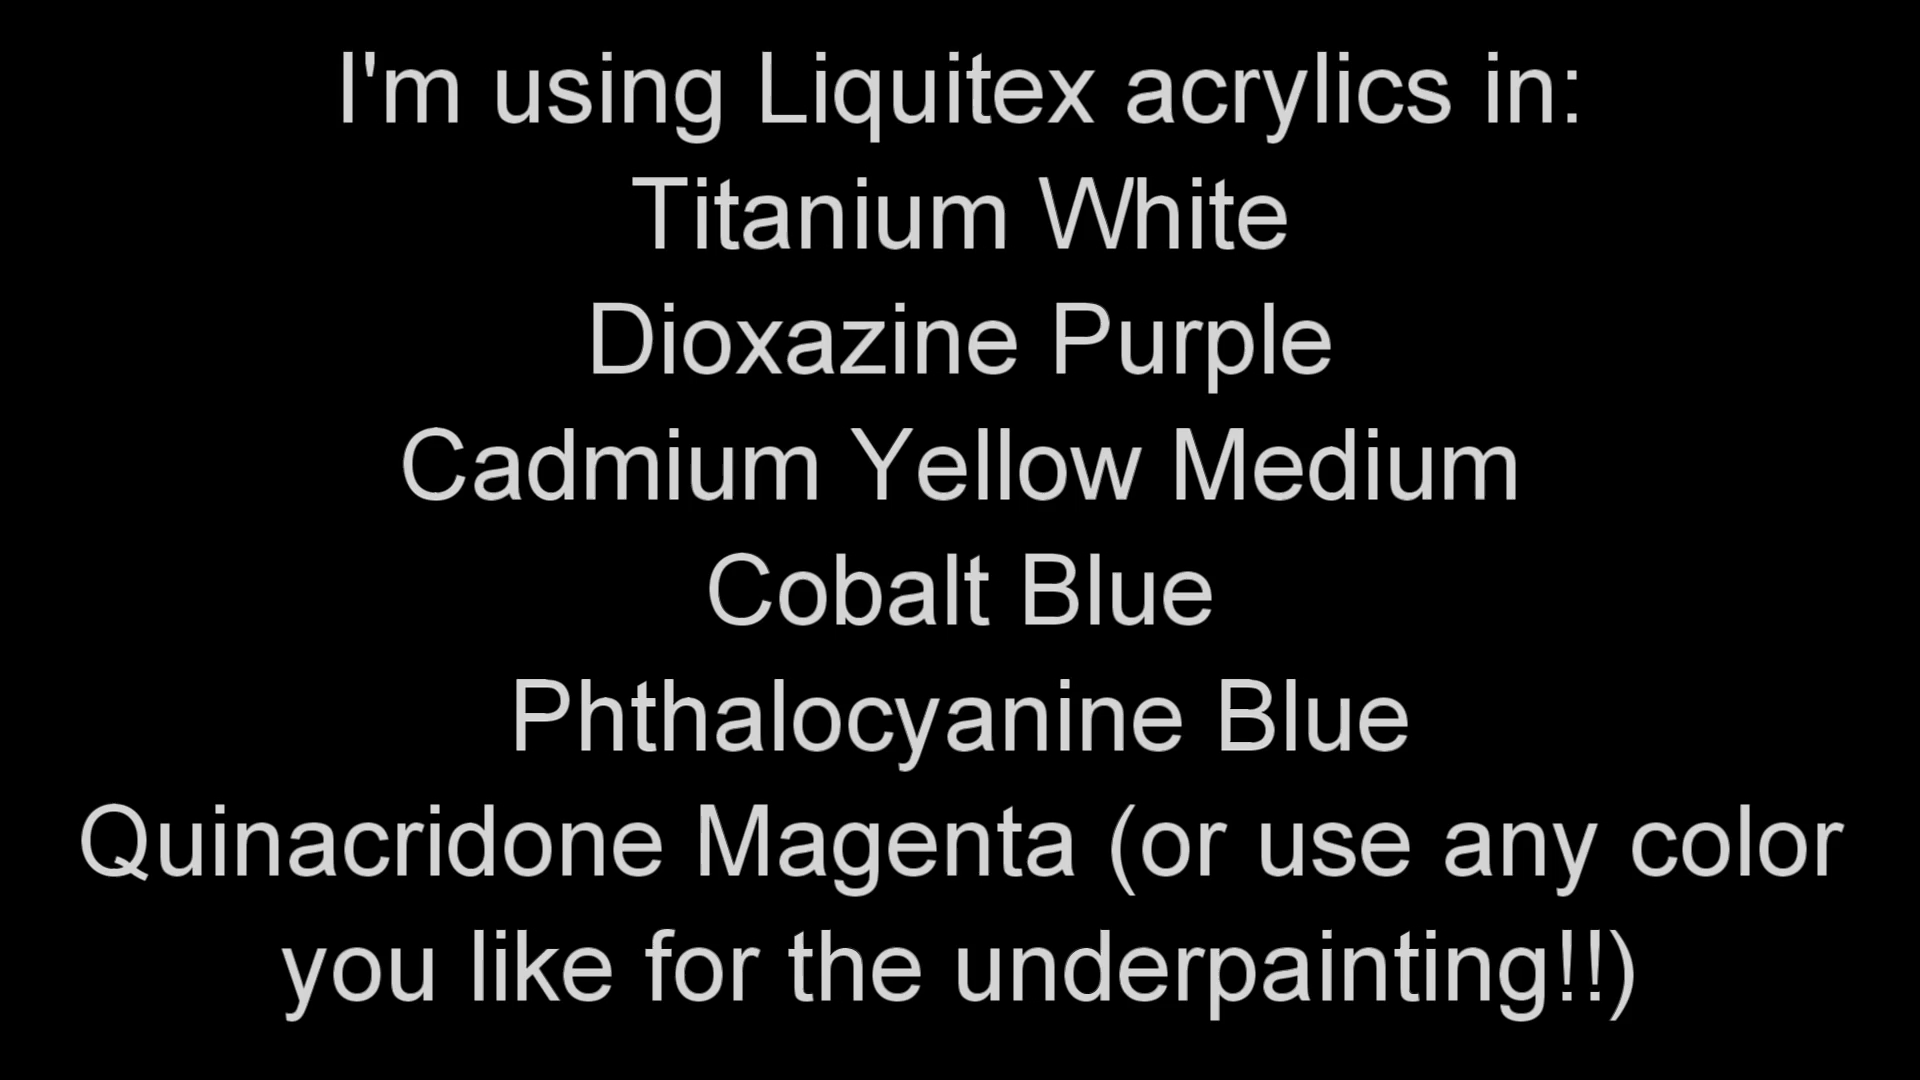 I'm using Liquitex acrylics in:
Titanium White
Dioxazine Purple
Cadmium Yellow Medium
Cobalt Blue
Phthalocyanine Blue
Quinacridone Magenta (or use any color
you like for the underpainting!!)